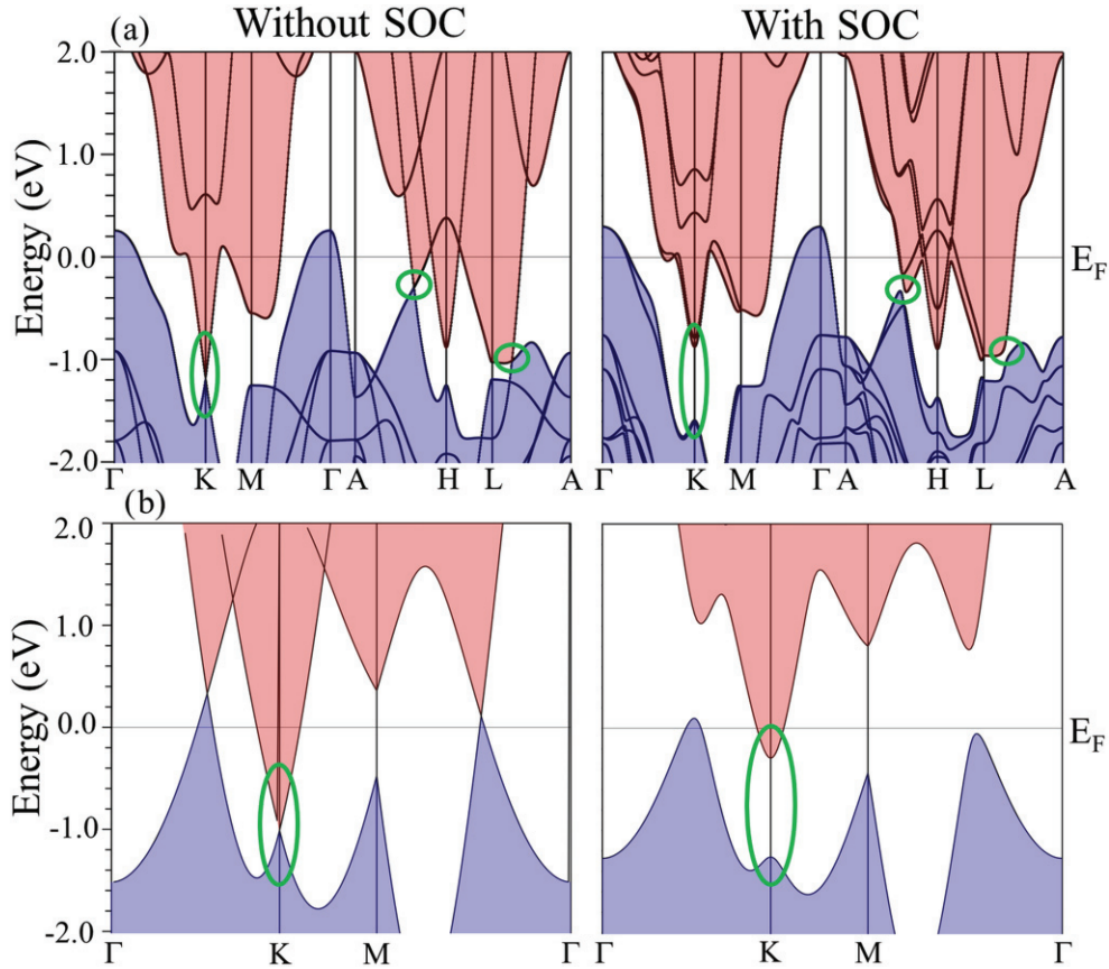 Without SOC With SOC
(a)
2.0
1.0
0.0
-1.0
-2.0
Energy (eV)
E_F
Γ K M Γ A H L A Γ K M Γ A H L A
(b)
2.0
1.0
0.0
-1.0
-2.0
Energy (eV)
E_F
Γ K M Γ Γ K M Γ